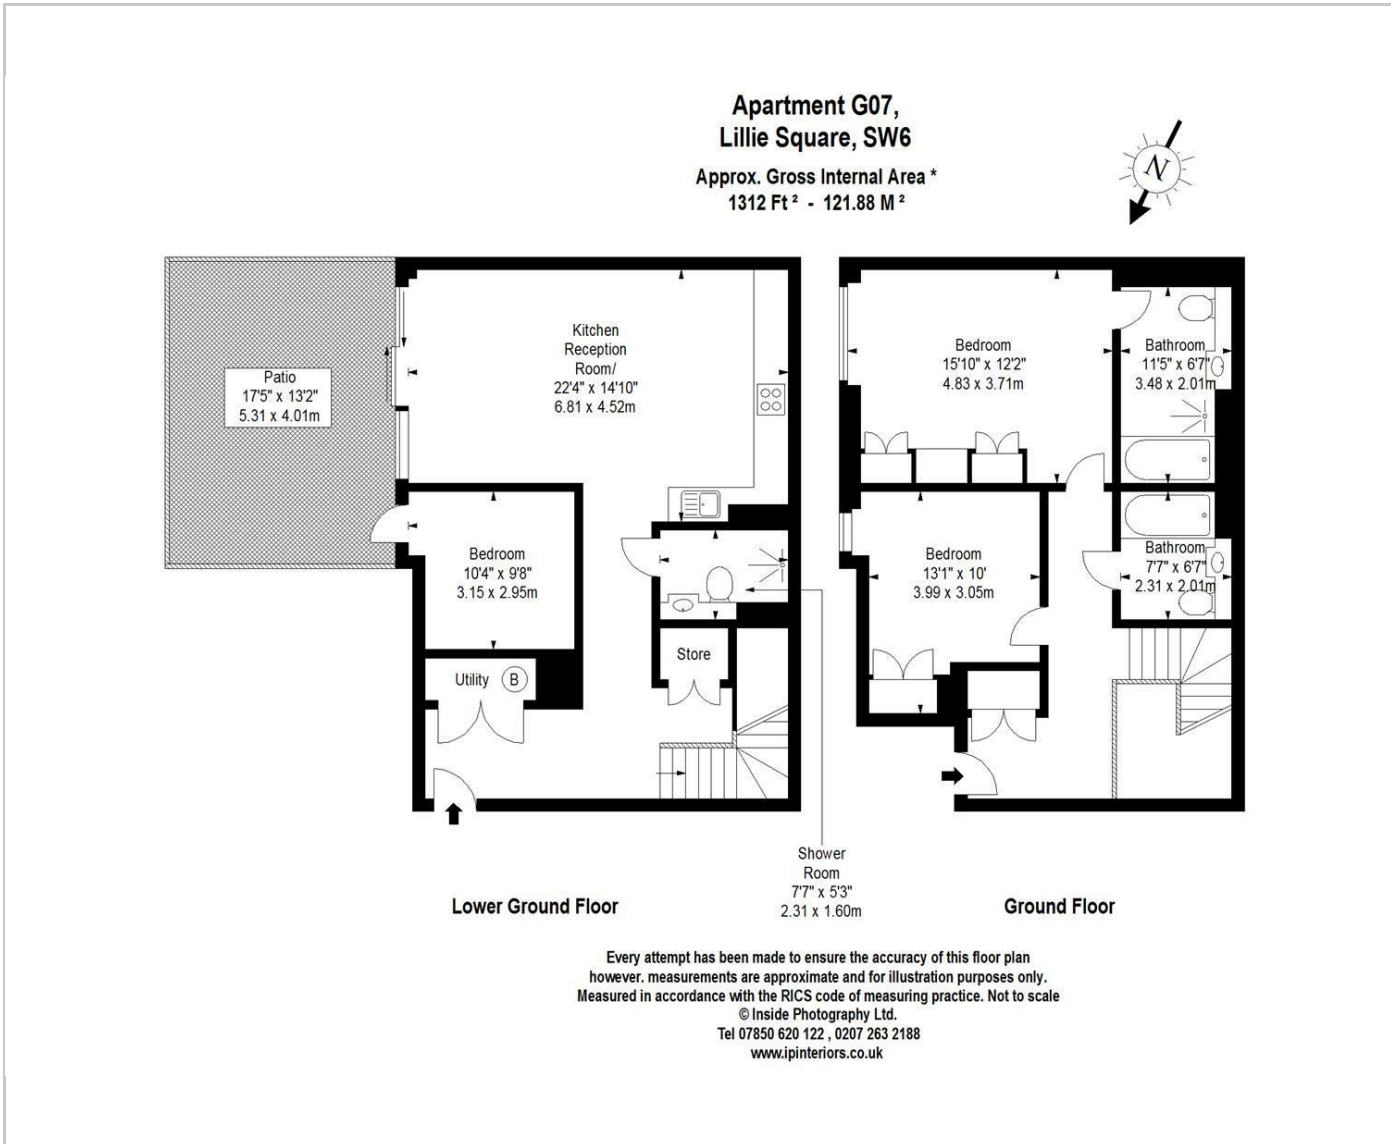 Apartment G07,
Lillie Square, SW6
Approx. Gross Internal Area *
1312 Ft ² - 121.88 M ²
N
Patio
17'5" x 13'2"
5.31 x 4.01m
Kitchen
Reception
Room/
22'4" x 14'10"
6.81 x 4.52m
Bedroom
10'4" x 9'8"
3.15 x 2.95m
Utility
B
Store
Shower
Room
7'7" x 5'3"
2.31 x 1.60m
Lower Ground Floor
Bedroom
15'10" x 12'2"
4.83 x 3.71m
Bathroom
11'5" x 6'7"
3.48 x 2.01m
Bedroom
13'1" x 10'
3.99 x 3.05m
Bathroom
7'7" x 6'7"
2.31 x 2.01m
Ground Floor
Every attempt has been made to ensure the accuracy of this floor plan
however. measurements are approximate and for illustration purposes only.
Measured in accordance with the RICS code of measuring practice. Not to scale
© Inside Photography Ltd.
Tel 07850 620 122 , 0207 263 2188
www.ipinteriors.co.uk